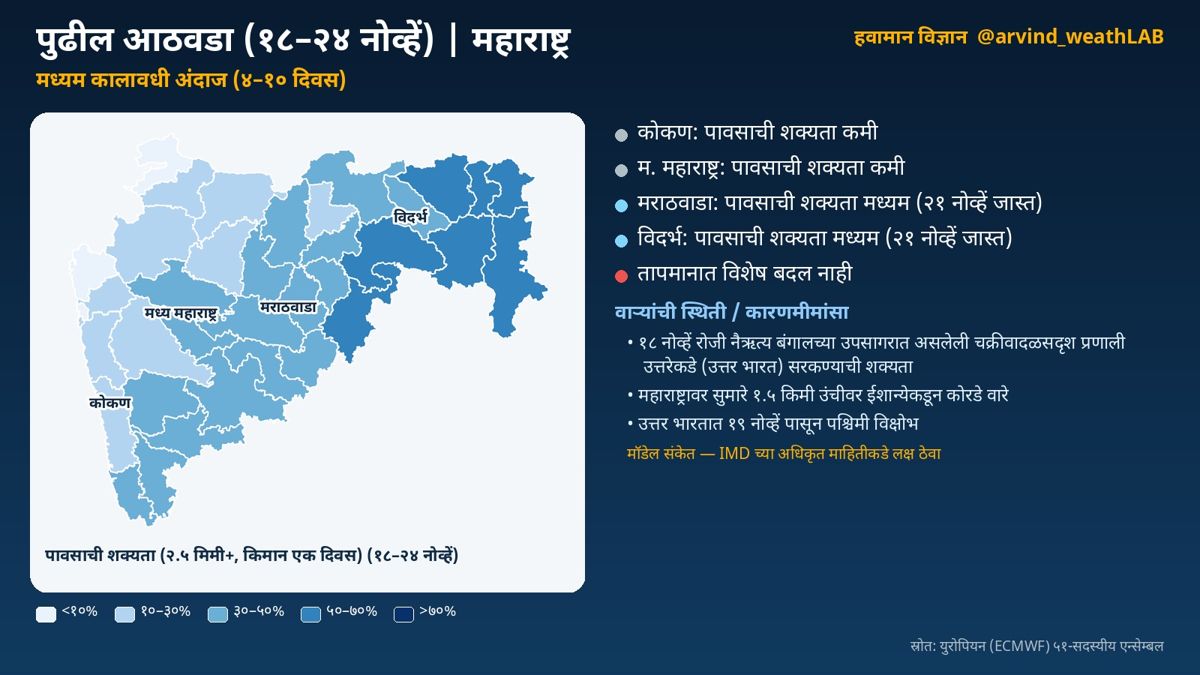 पुढील आठवडा (१८–२४ नोव्हें) | महाराष्ट्र
मध्यम कालावधी अंदाज (४–१० दिवस)
हवामान विज्ञान @arvind_weathLAB
विदर्भ
मध्य महाराष्ट्र
मराठवाडा
कोकण
पावसाची शक्यता (२.५ मिमी+, किमान एक दिवस) (१८–२४ नोव्हें)
<१०%
१०–३०%
३०–५०%
५०–७०%
>७०%
कोकण: पावसाची शक्यता कमी
म. महाराष्ट्र: पावसाची शक्यता कमी
मराठवाडा: पावसाची शक्यता मध्यम (२१ नोव्हें जास्त)
विदर्भ: पावसाची शक्यता मध्यम (२१ नोव्हें जास्त)
तापमानात विशेष बदल नाही
वाऱ्यांची स्थिती / कारणमीमांसा
• १८ नोव्हें रोजी नैऋत्य बंगालच्या उपसागरात असलेली चक्रीवादळसदृश प्रणाली
उत्तरेकडे (उत्तर भारत) सरकण्याची शक्यता
• महाराष्ट्रावर सुमारे १.५ किमी उंचीवर ईशान्येकडून कोरडे वारे
• उत्तर भारतात १९ नोव्हें पासून पश्चिमी विक्षोभ
मॉडेल संकेत — IMD च्या अधिकृत माहितीकडे लक्ष ठेवा
स्रोत: युरोपियन (ECMWF) ५१-सदस्यीय एन्सेम्बल